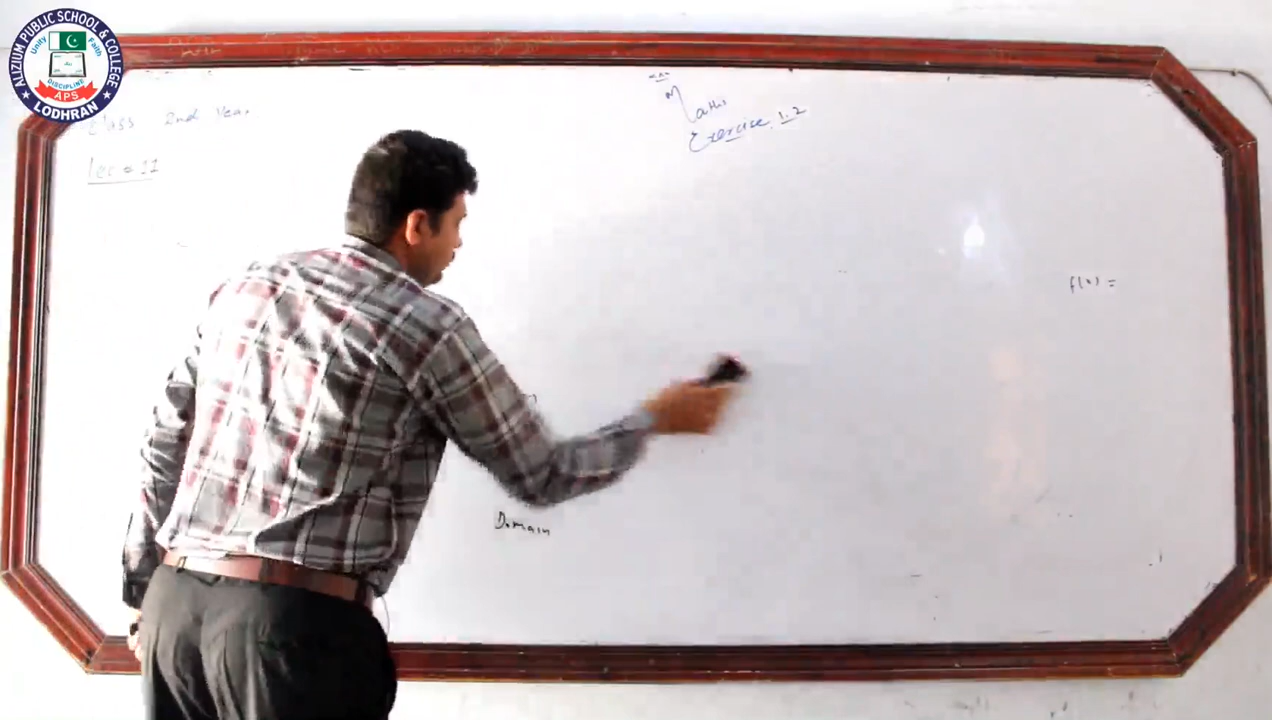 ALIZIUM PUBLIC SCHOOL & COLLEGE
Unity
Faith
DISCIPLINE
APS
LODHRAN
Class 2nd Year
Lec # 11
Maths
Exercise 1.2
f(x) =
Domain